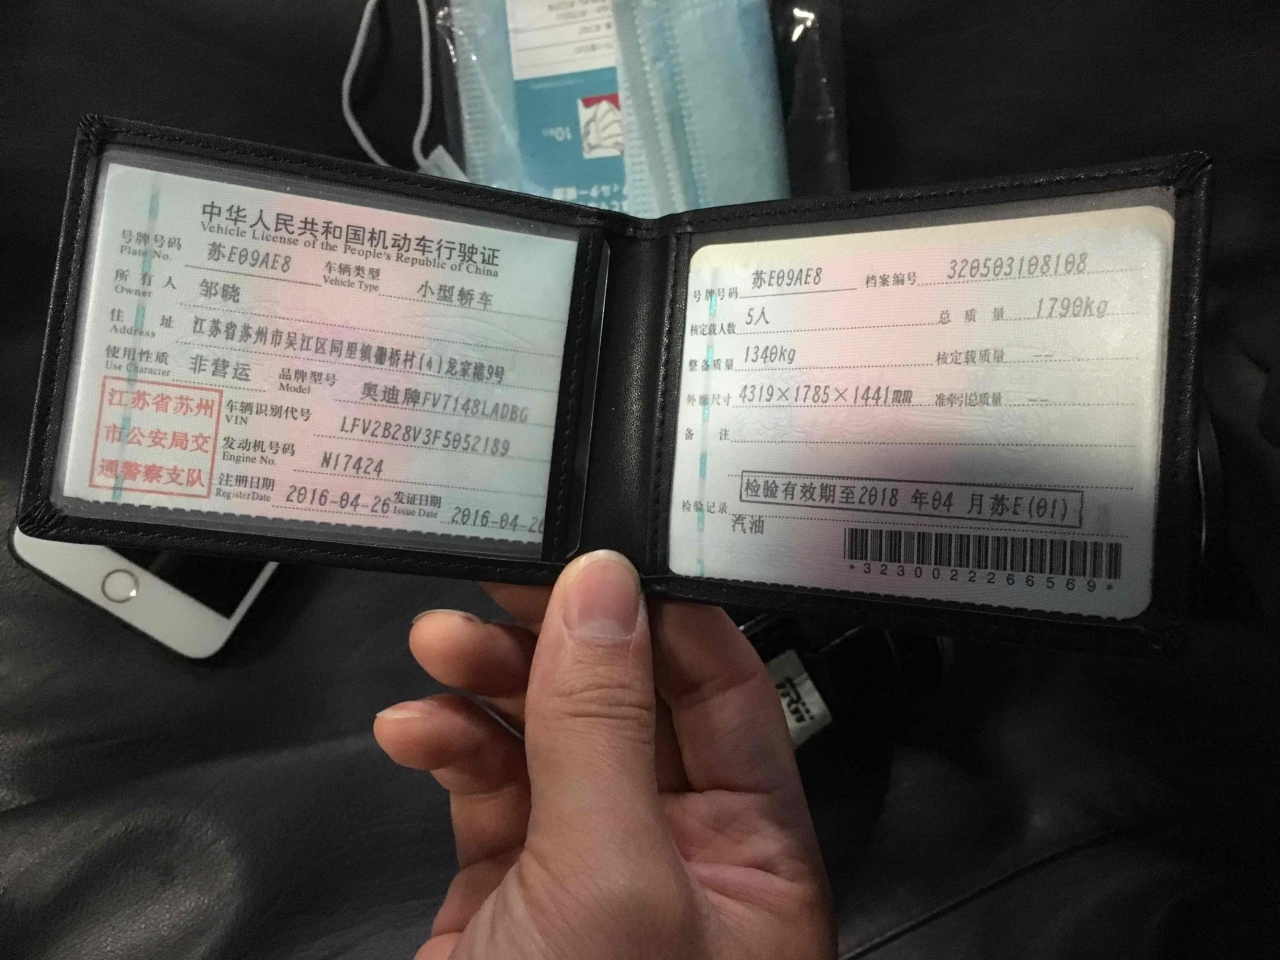 中华人民共和国机动车行驶证
Vehicle License of the People's Republic of China
号牌号码 苏E09AE8 车辆类型 小型轿车
Plate No. Vehicle Type
所有人 邹晓
Owner
住址 江苏省苏州市吴江区同里镇栅桥村(4)龙家港9号
Address
使用性质 非营运 品牌型号 奥迪牌FV7148LADBG
Use Character Model
江苏省苏州
市公安局交
通警察支队
车辆识别代号 LFV2B28V3F5052189
VIN
发动机号码 N17424
Engine No.
注册日期 2016-04-26 发证日期 2016-04-26
Register Date Issue Date
号牌号码 苏E09AE8 档案编号 320503108108
核定载人数 5人 总质量 1790kg
整备质量 1340kg 核定载质量 --
外廓尺寸 4319×1785×1441mm 准牵引总质量 --
备注
检验有效期至2018 年04 月苏E(01)
检验记录
汽油
*3230022266569*
10
TRW